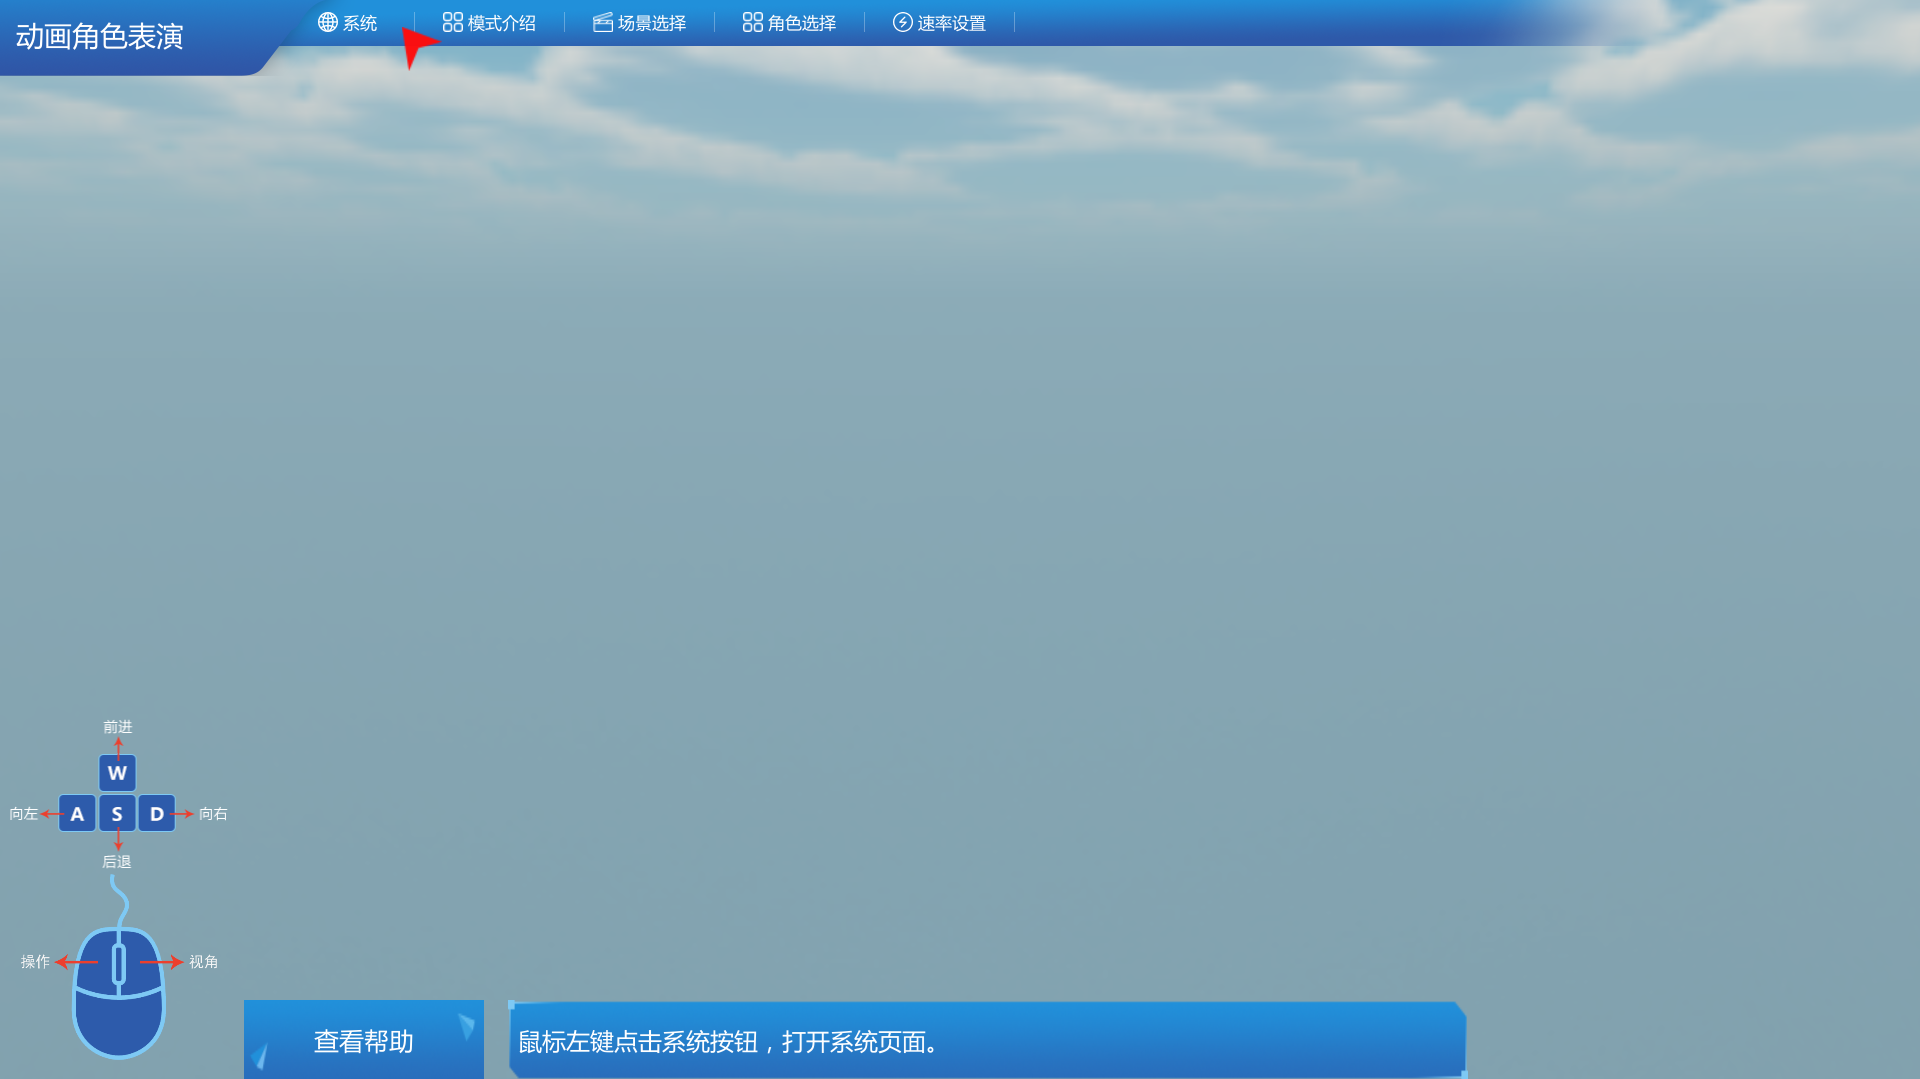 动画角色表演
系统
模式介绍
场景选择
角色选择
速率设置
前进
W
向左
A
S
D
向右
后退
操作
视角
查看帮助
鼠标左键点击系统按钮，打开系统页面。